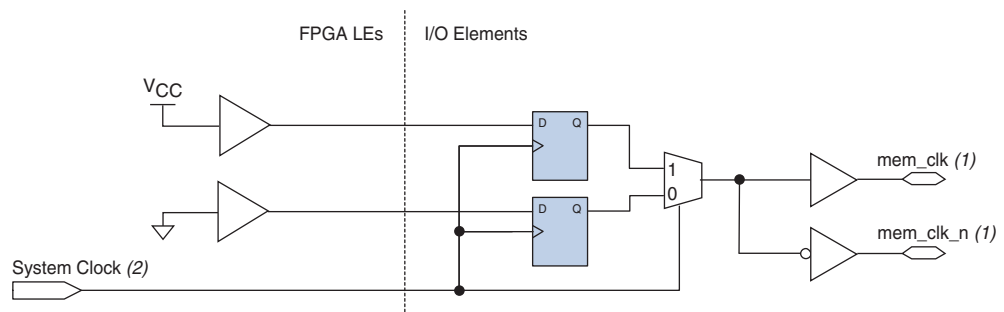 FPGA LEs
I/O Elements
VCC
D Q
1
mem_clk (1)
0
D Q
mem_clk_n (1)
System Clock (2)